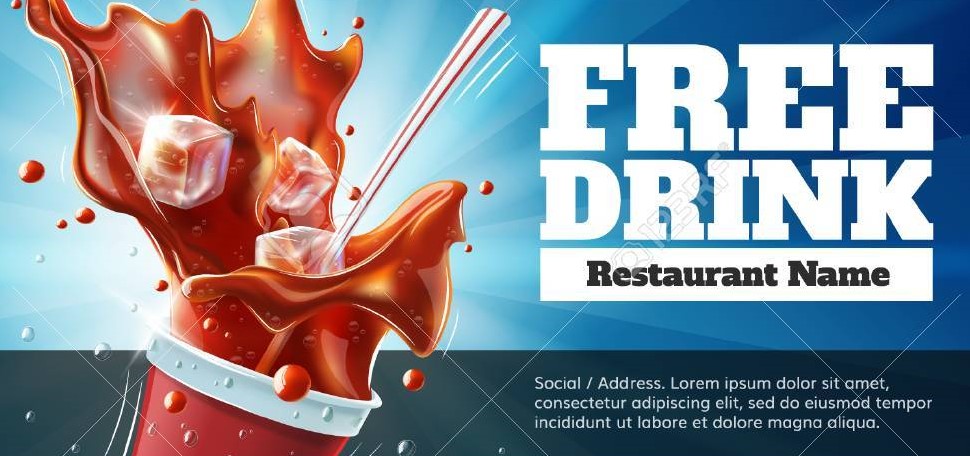 FREE
DRINK
Restaurant Name
Social / Address. Lorem ipsum dolor sit amet,
consectetur adipiscing elit, sed do eiusmod tempor
incididunt ut labore et dolore magna aliqua.